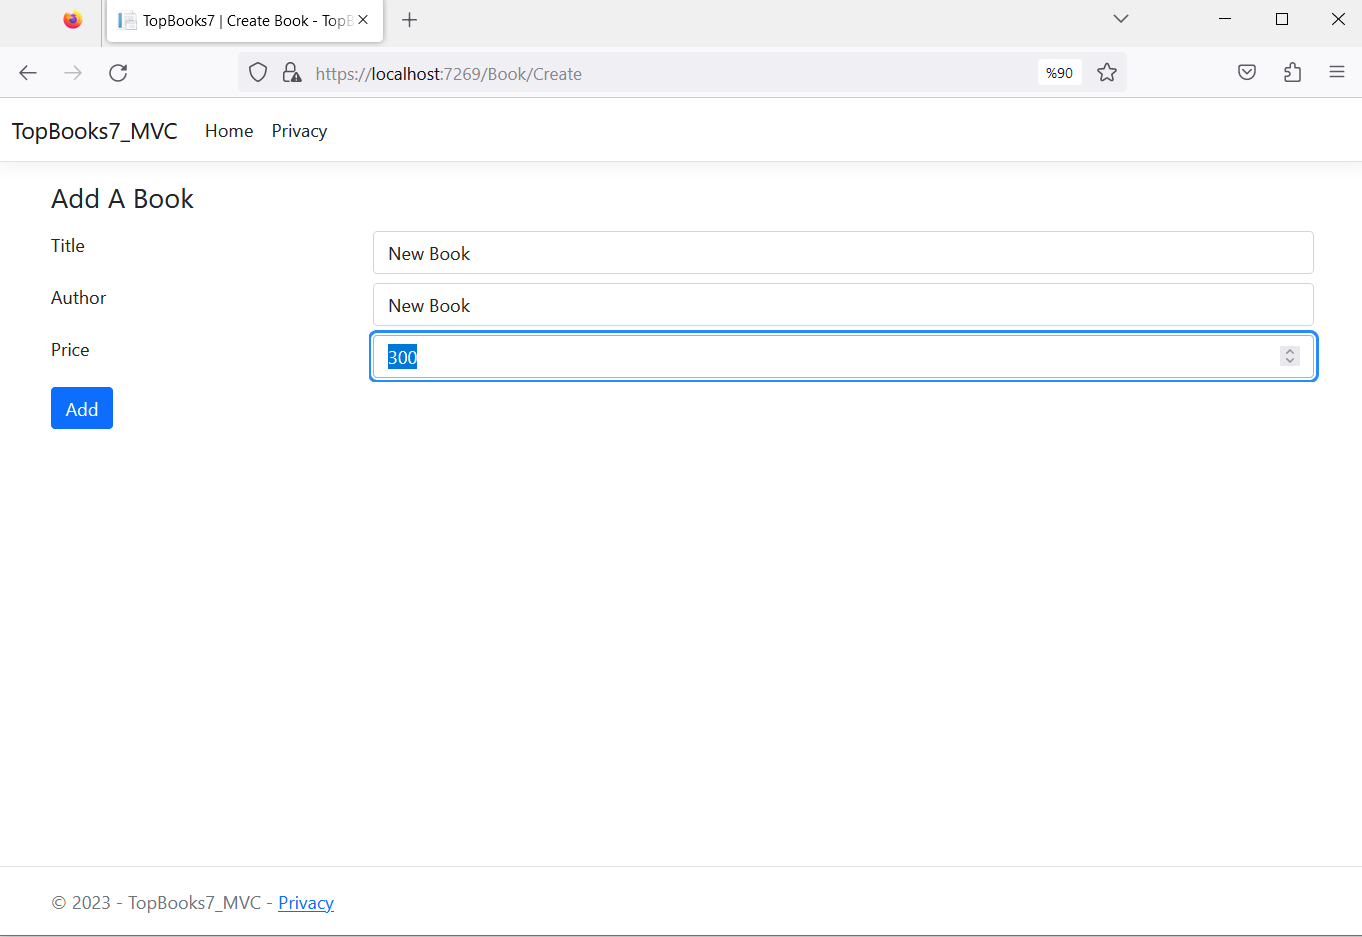 TopBooks7 | Create Book - TopB
https://localhost:7269/Book/Create %90
TopBooks7_MVC Home Privacy
Add A Book
Title New Book
Author New Book
Price 300
Add
© 2023 - TopBooks7_MVC - Privacy